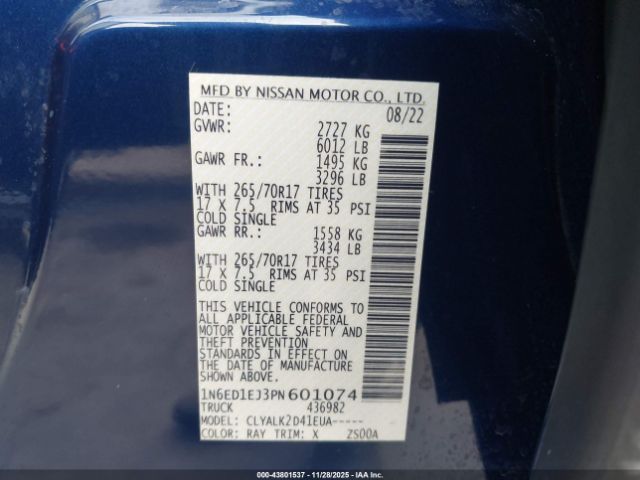 MFD BY NISSAN MOTOR CO., LTD.
DATE: 08/22
GVWR: 2727 KG
6012 LB
GAWR FR.: 1495 KG
3296 LB
WITH 265/70R17 TIRES
17 X 7.5 RIMS AT 35 PSI
COLD SINGLE
GAWR RR.: 1558 KG
3434 LB
WITH 265/70R17 TIRES
17 X 7.5 RIMS AT 35 PSI
COLD SINGLE
THIS VEHICLE CONFORMS TO
ALL APPLICABLE FEDERAL
MOTOR VEHICLE SAFETY AND
THEFT PREVENTION
STANDARDS IN EFFECT ON
THE DATE OF MANUFACTURE
SHOWN ABOVE.
1N6ED1EJ3PN601074
TRUCK 436982
MODEL: CLYALK2D41EUA-----
COLOR: RAY TRIM: X ZS00A
000-43801537 - 11/28/2025 - IAAI.COM